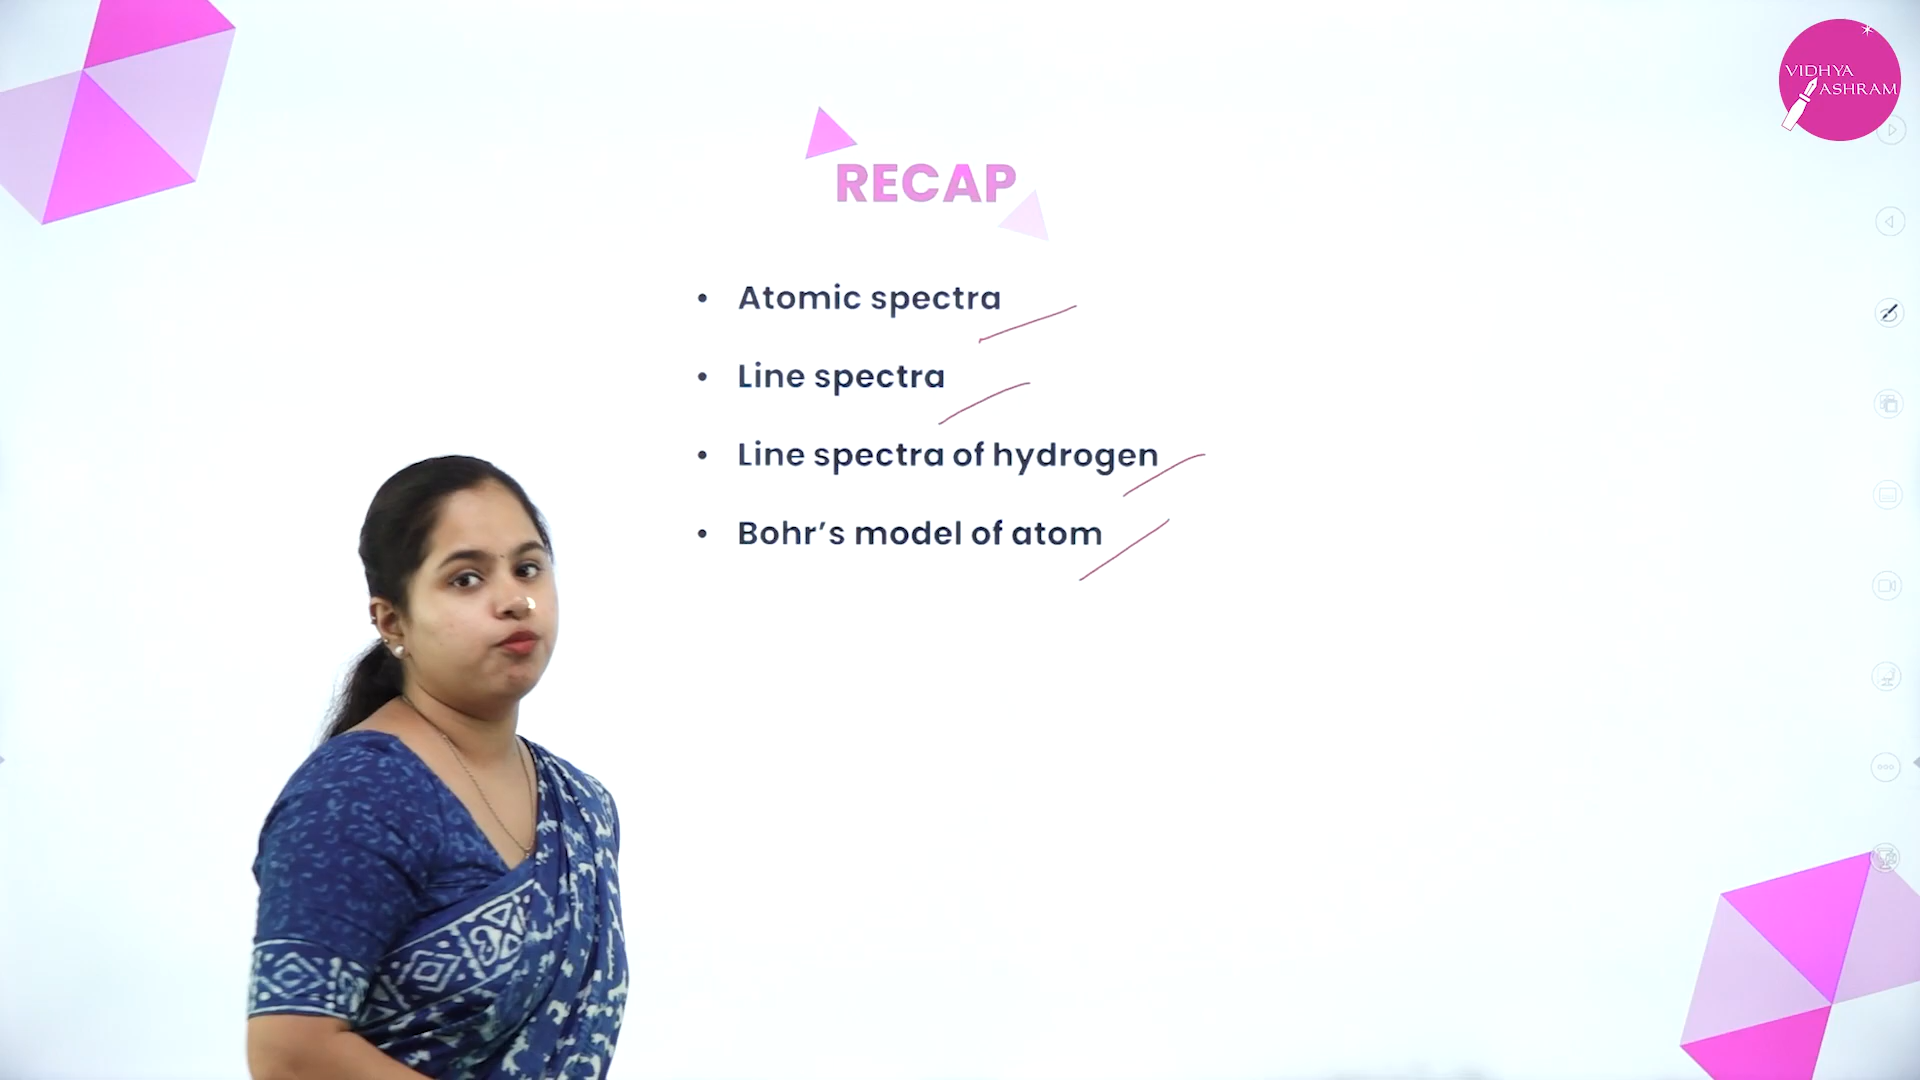 VIDHYA
ASHRAM
RECAP
• Atomic spectra
• Line spectra
• Line spectra of hydrogen
• Bohr’s model of atom